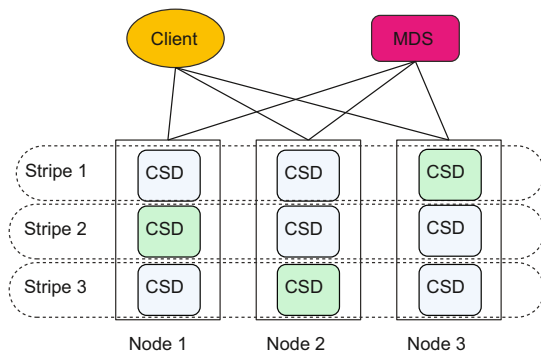 Client
MDS
Stripe 1 CSD CSD CSD
Stripe 2 CSD CSD CSD
Stripe 3 CSD CSD CSD
Node 1 Node 2 Node 3